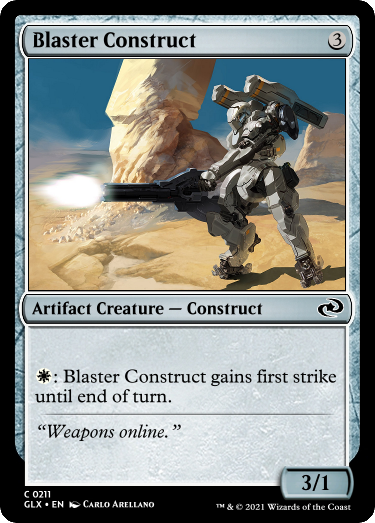 Blaster Construct 3
Artifact Creature — Construct
: Blaster Construct gains first strike
until end of turn.
“Weapons online.”
3/1
C 0211
GLX • EN Carlo Arellano
™ & © 2021 Wizards of the Coast